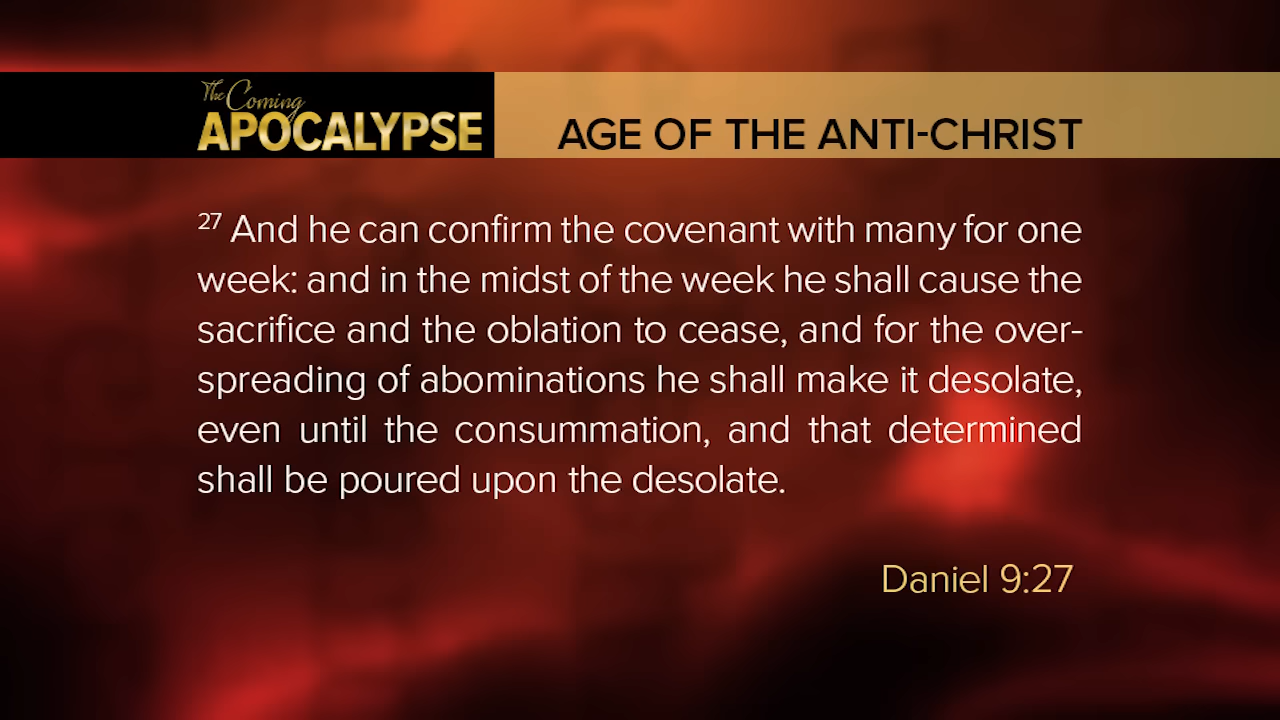 The Coming
APOCALYPSE
AGE OF THE ANTI-CHRIST
27 And he can confirm the covenant with many for one
week: and in the midst of the week he shall cause the
sacrifice and the oblation to cease, and for the over-
spreading of abominations he shall make it desolate,
even until the consummation, and that determined
shall be poured upon the desolate.
Daniel 9:27